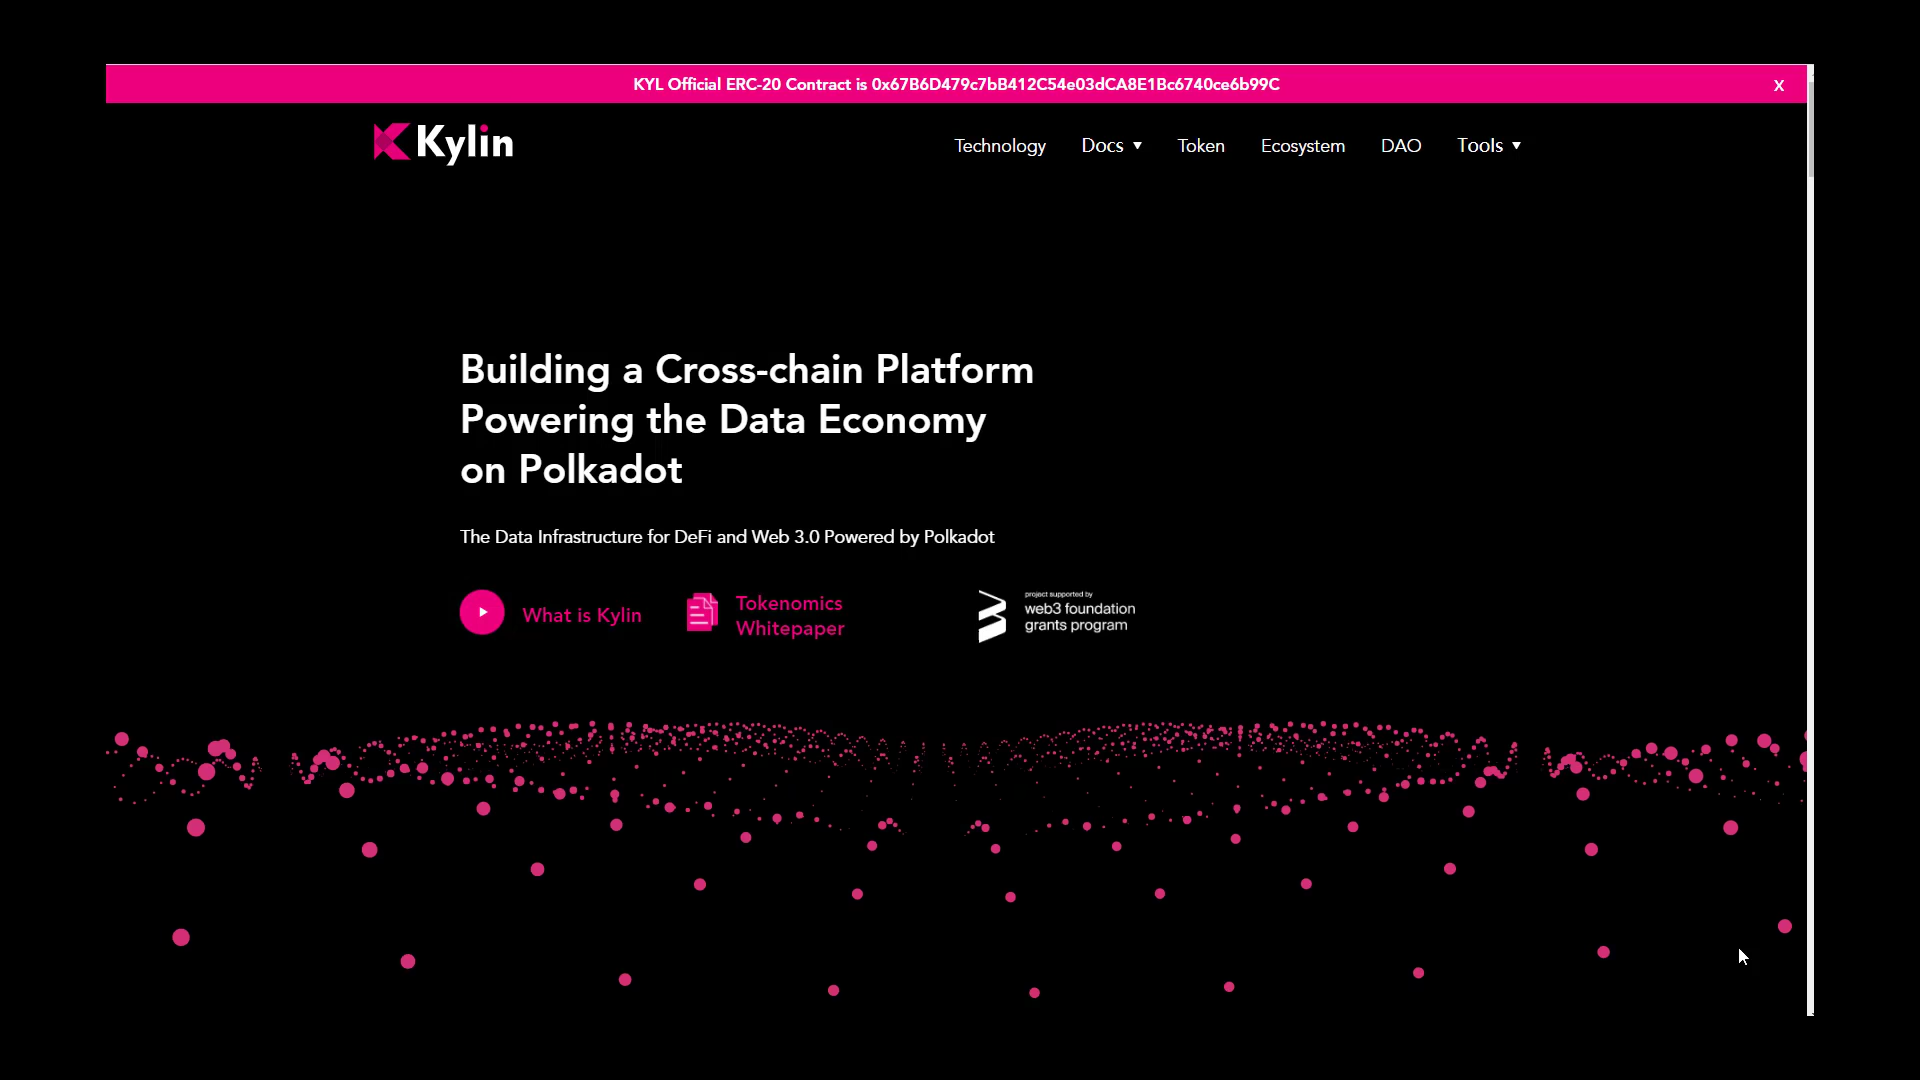 KYL Official ERC-20 Contract is 0x67B6D479c7bB412C54e03dCA8E1Bc6740ce6b99C
X
Kylin
Technology
Docs
Token
Ecosystem
DAO
Tools
Building a Cross-chain Platform
Powering the Data Economy
on Polkadot
The Data Infrastructure for DeFi and Web 3.0 Powered by Polkadot
What is Kylin
Tokenomics
Whitepaper
project supported by
web3 foundation
grants program